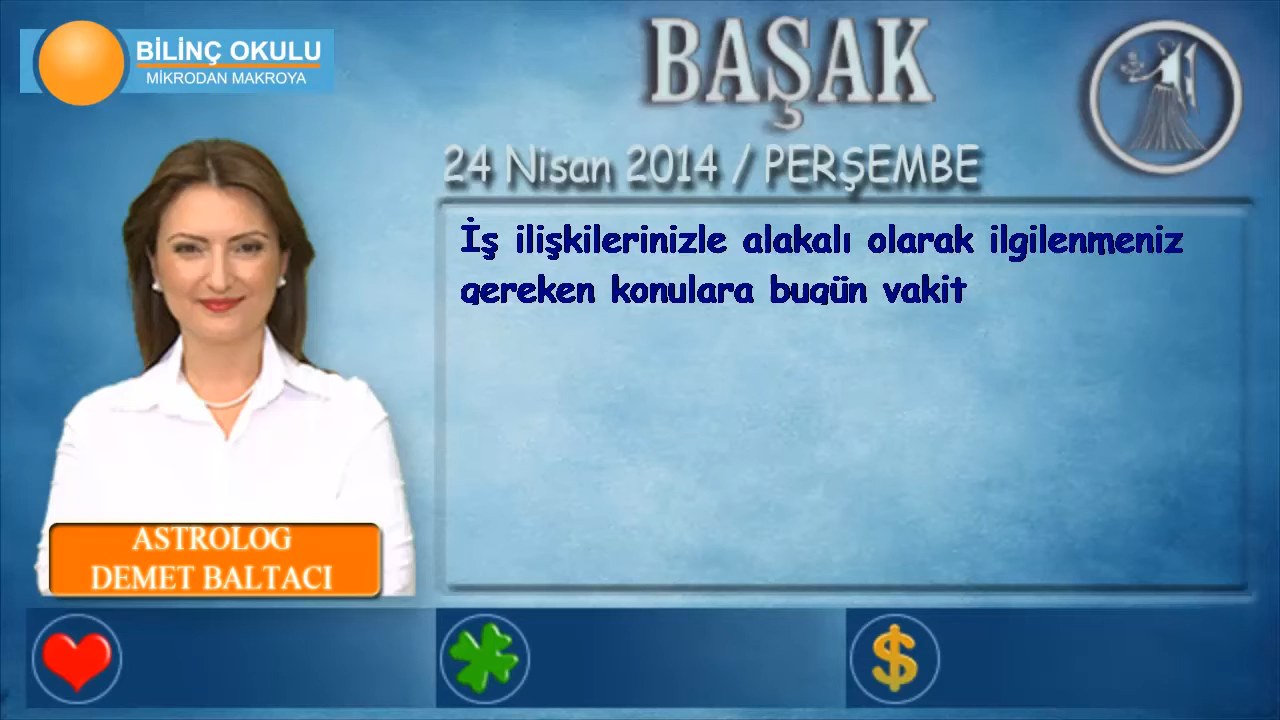 BİLİNÇ OKULU
MİKRODAN MAKROYA
BAŞAK
24 Nisan 2014 / PERŞEMBE
İş ilişkilerinizle alakalı olarak ilgilenmeniz
gereken konulara bugün vakit
ASTROLOG
DEMET BALTACI